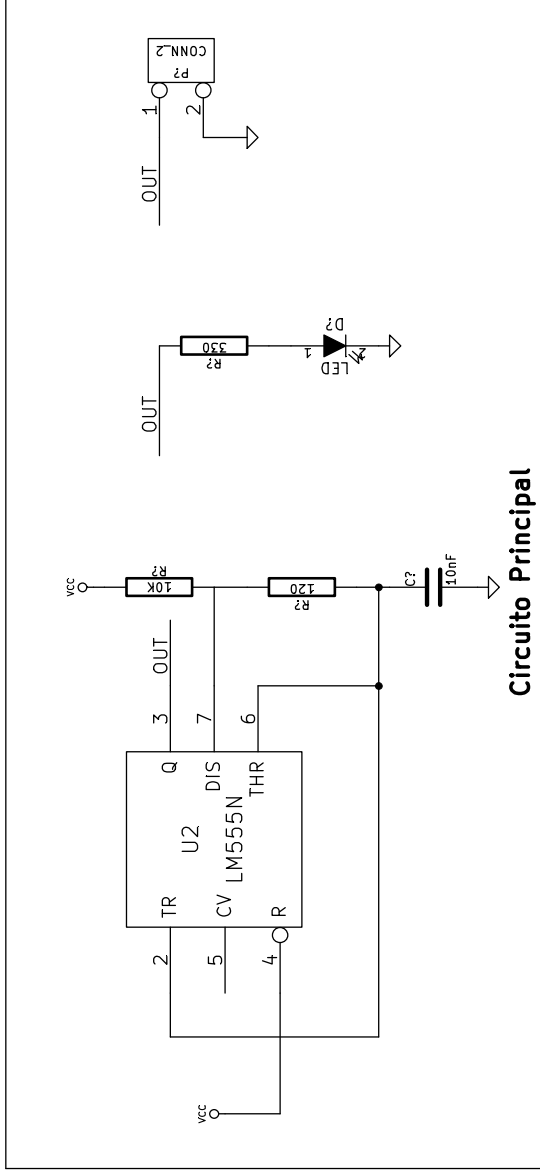 CONN_2
P?
1
2
OUT
OUT
330
R?
1
2
D?
LED
VCC
10K
R?
120
R?
C?
10nF
OUT
3
7
6
Q
DIS
THR
U2
LM555N
TR
CV
R
2
5
4
VCC
Circuito Principal